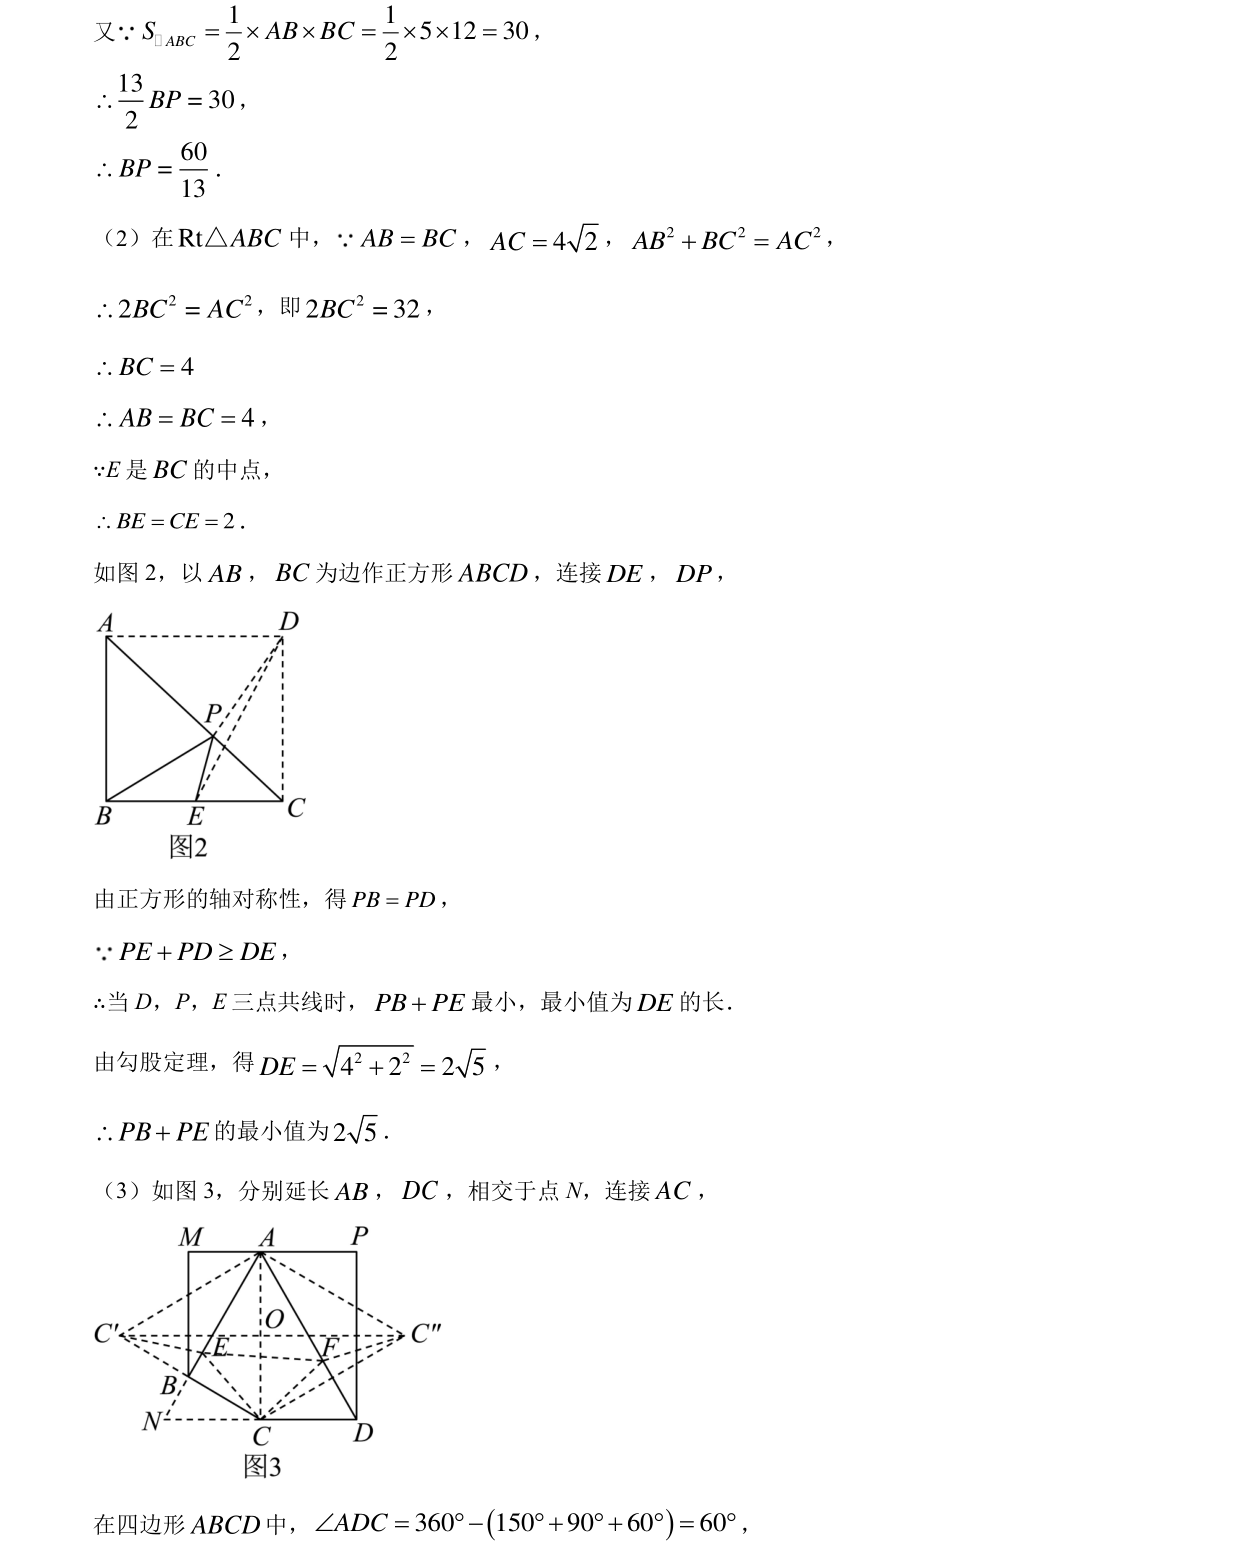 又∵ S□ABC = 1/2 × AB × BC = 1/2 × 5 × 12 = 30，
∴ 13/2 BP = 30，
∴ BP = 60/13．
（2）在 Rt△ABC 中，∵ AB = BC， AC = 4√2， AB² + BC² = AC²，
∴ 2BC² = AC²，即 2BC² = 32，
∴ BC = 4
∴ AB = BC = 4，
∵E 是 BC 的中点，
∴ BE = CE = 2．
如图 2，以 AB， BC 为边作正方形 ABCD，连接 DE， DP，
A D
P
B E C
图2
由正方形的轴对称性，得 PB = PD，
∵ PE + PD ≥ DE，
∴当 D，P，E 三点共线时， PB + PE 最小，最小值为 DE 的长．
由勾股定理，得 DE = √(4² + 2²) = 2√5，
∴ PB + PE 的最小值为 2√5．
（3）如图 3，分别延长 AB， DC，相交于点 N，连接 AC，
M A P
C′ O C″
E F
B
N C D
图3
在四边形 ABCD 中， ∠ADC = 360° − (150° + 90° + 60°) = 60°，